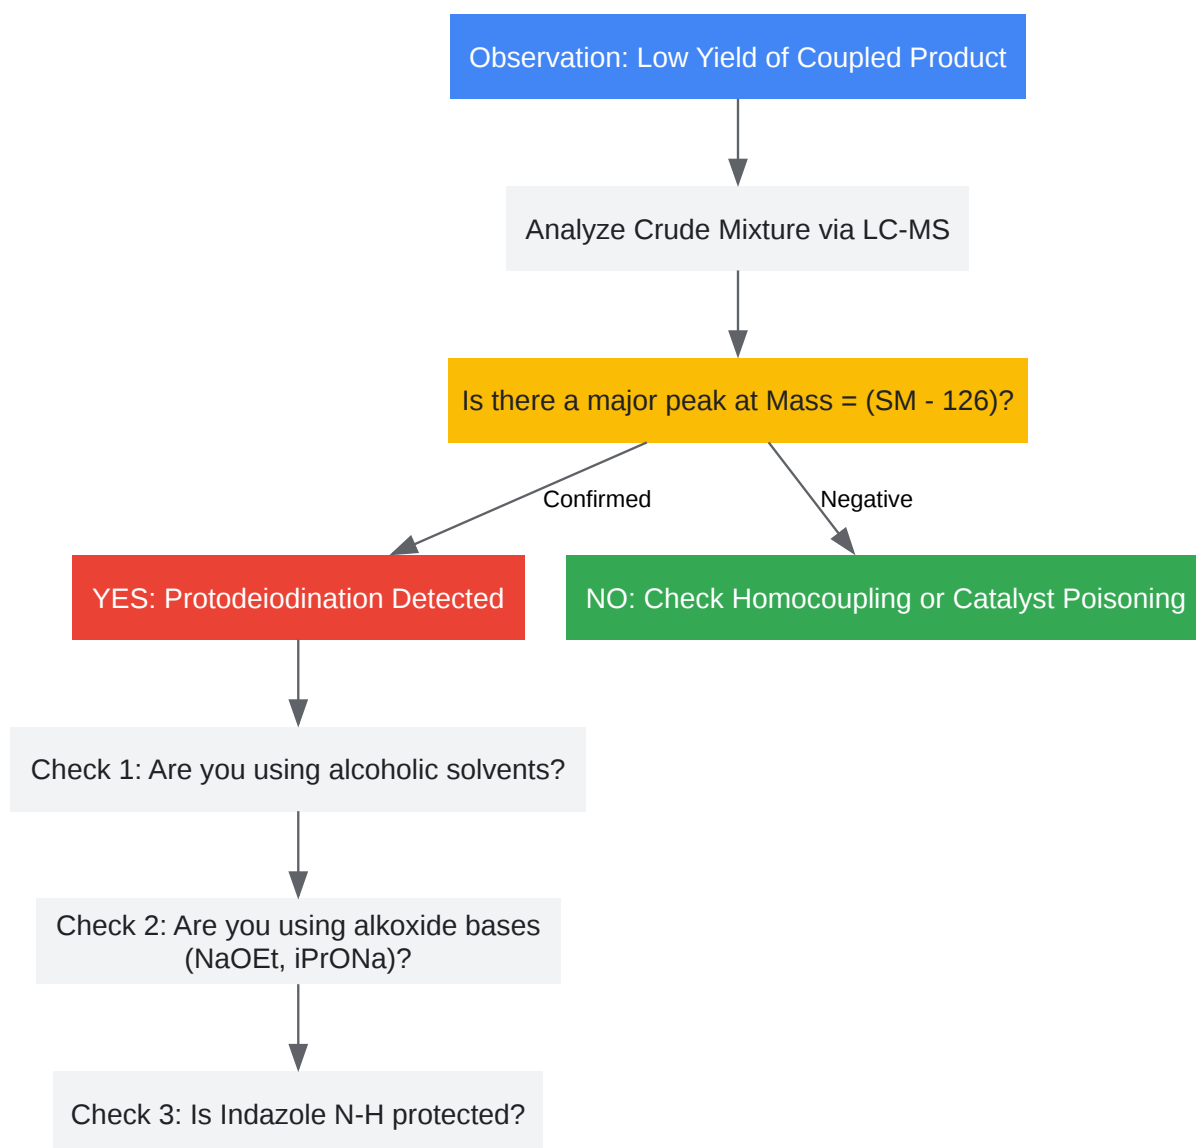 Observation: Low Yield of Coupled Product
Analyze Crude Mixture via LC-MS
Is there a major peak at Mass = (SM - 126)?
Confirmed
Negative
YES: Protodeiodination Detected
NO: Check Homocoupling or Catalyst Poisoning
Check 1: Are you using alcoholic solvents?
Check 2: Are you using alkoxide bases
(NaOEt, iPrONa)?
Check 3: Is Indazole N-H protected?